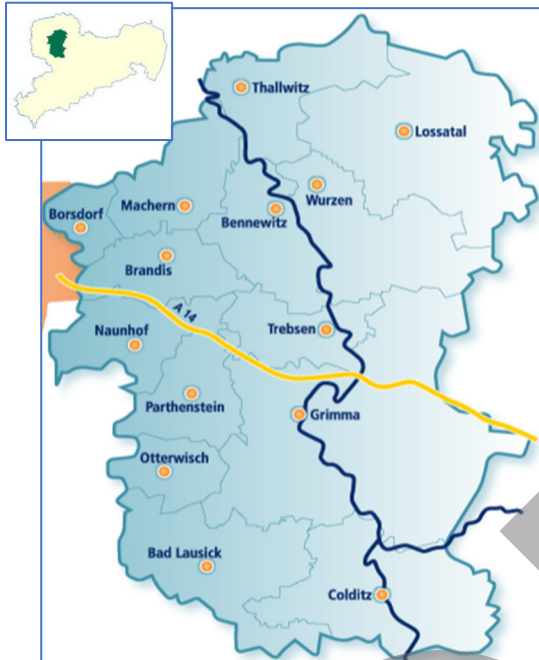 Thallwitz
Lossatal
Wurzen
Machern
Borsdorf
Bennewitz
Brandis
A 14
Naunhof
Trebsen
Parthenstein
Grimma
Otterwisch
Bad Lausick
Colditz